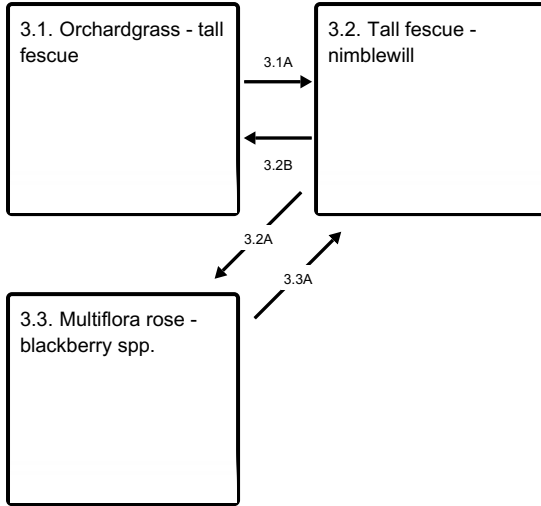 3.1. Orchardgrass - tall
fescue
3.2. Tall fescue -
nimblewill
3.1A
3.2B
3.2A
3.3A
3.3. Multiflora rose -
blackberry spp.